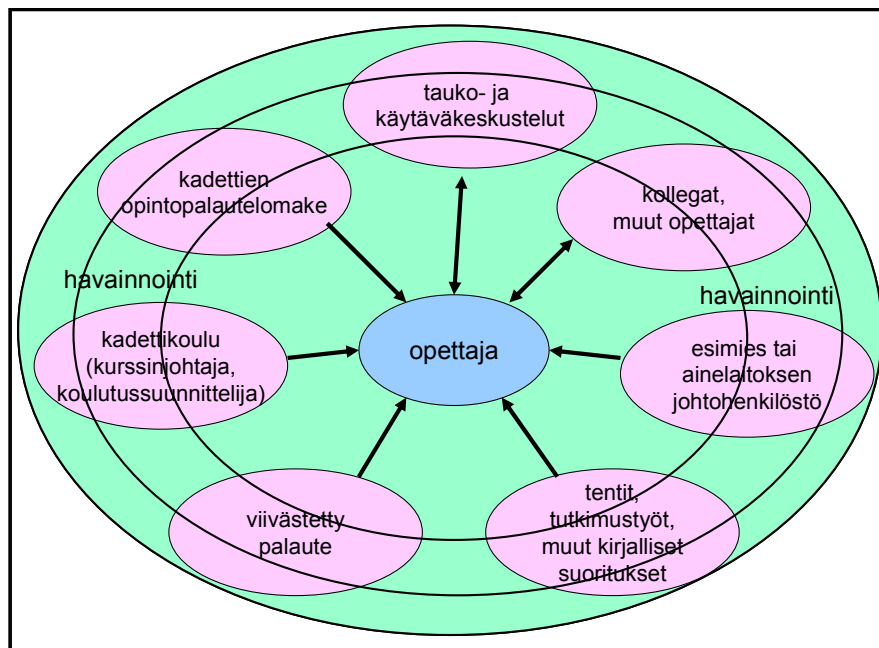 tauko- ja
käytäväkeskustelut
kadettien
opintopalautelomake
kollegat,
muut opettajat
havainnointi
havainnointi
kadettikoulu
(kurssinjohtaja,
koulutussuunnittelija)
opettaja
esimies tai
ainelaitoksen
johtohenkilöstö
viivästetty
palaute
tentit,
tutkimustyöt,
muut kirjalliset
suoritukset